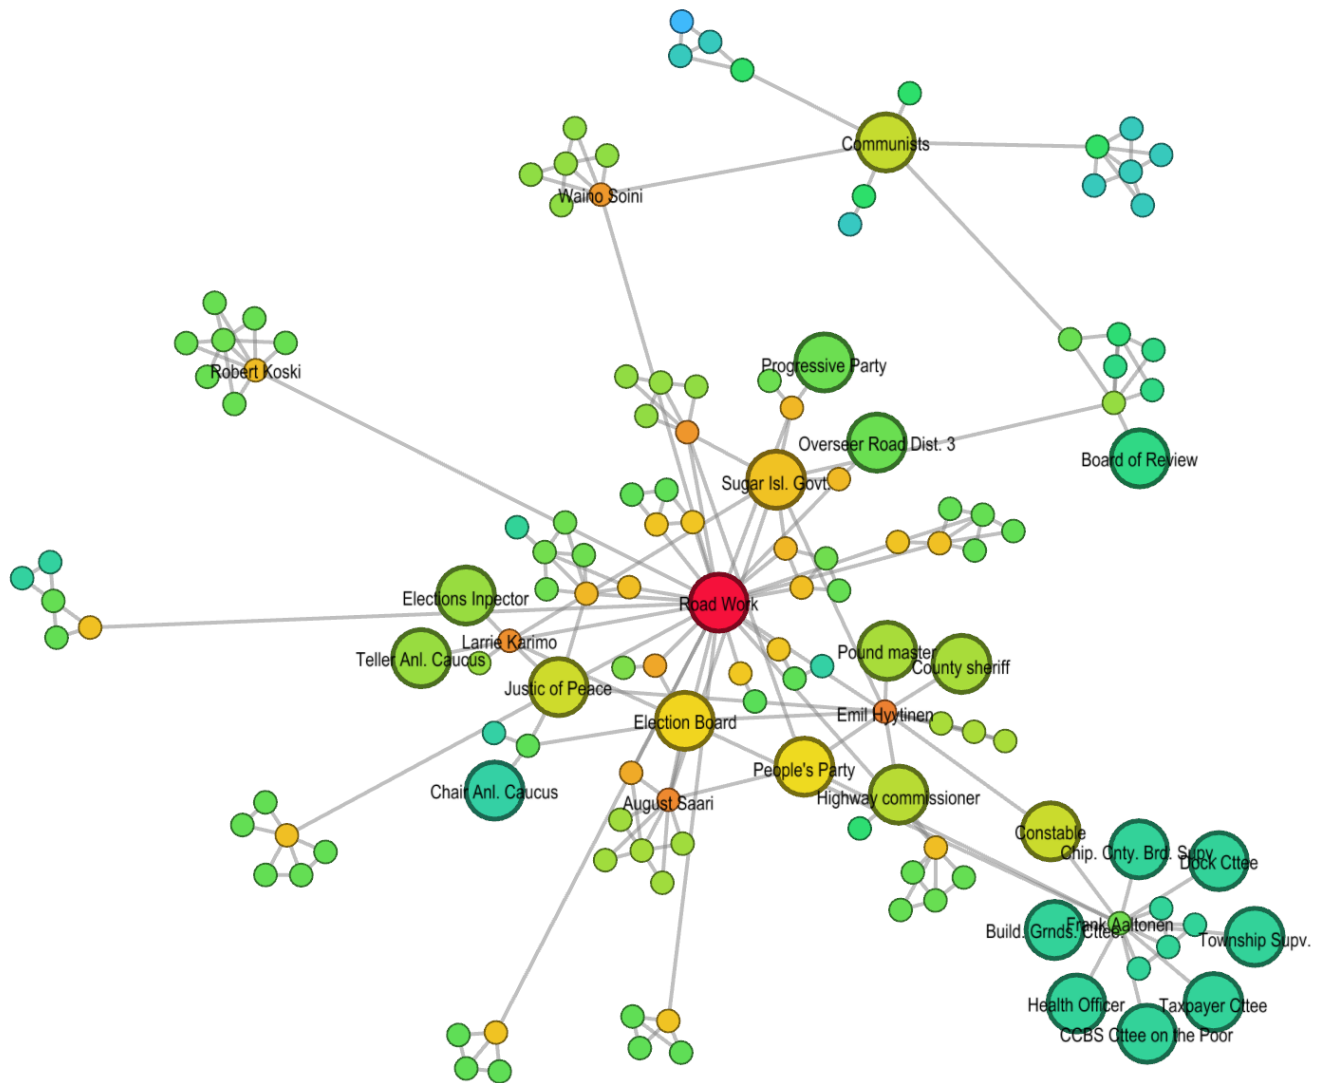 Communists
Waino Soini
Progressive Party
Robert Koski
Overseer Road Dist. 3
Board of Review
Sugar Isl. Govt.
Elections Inpector
Road Work
Larrie Karimo
Teller Anl. Caucus
Pound master
County sheriff
Justic of Peace
Emil Hyytinen
Election Board
People's Party
Chair Anl. Caucus
August Saari
Highway commissioner
Constable
Chip. Cnty. Brd. Supv.
Dock Cttee
Frank Aaltonen
Build. Grnds. Cttee.
Township Supv.
Health Officer
Taxpayer Cttee
CCBS Cttee on the Poor